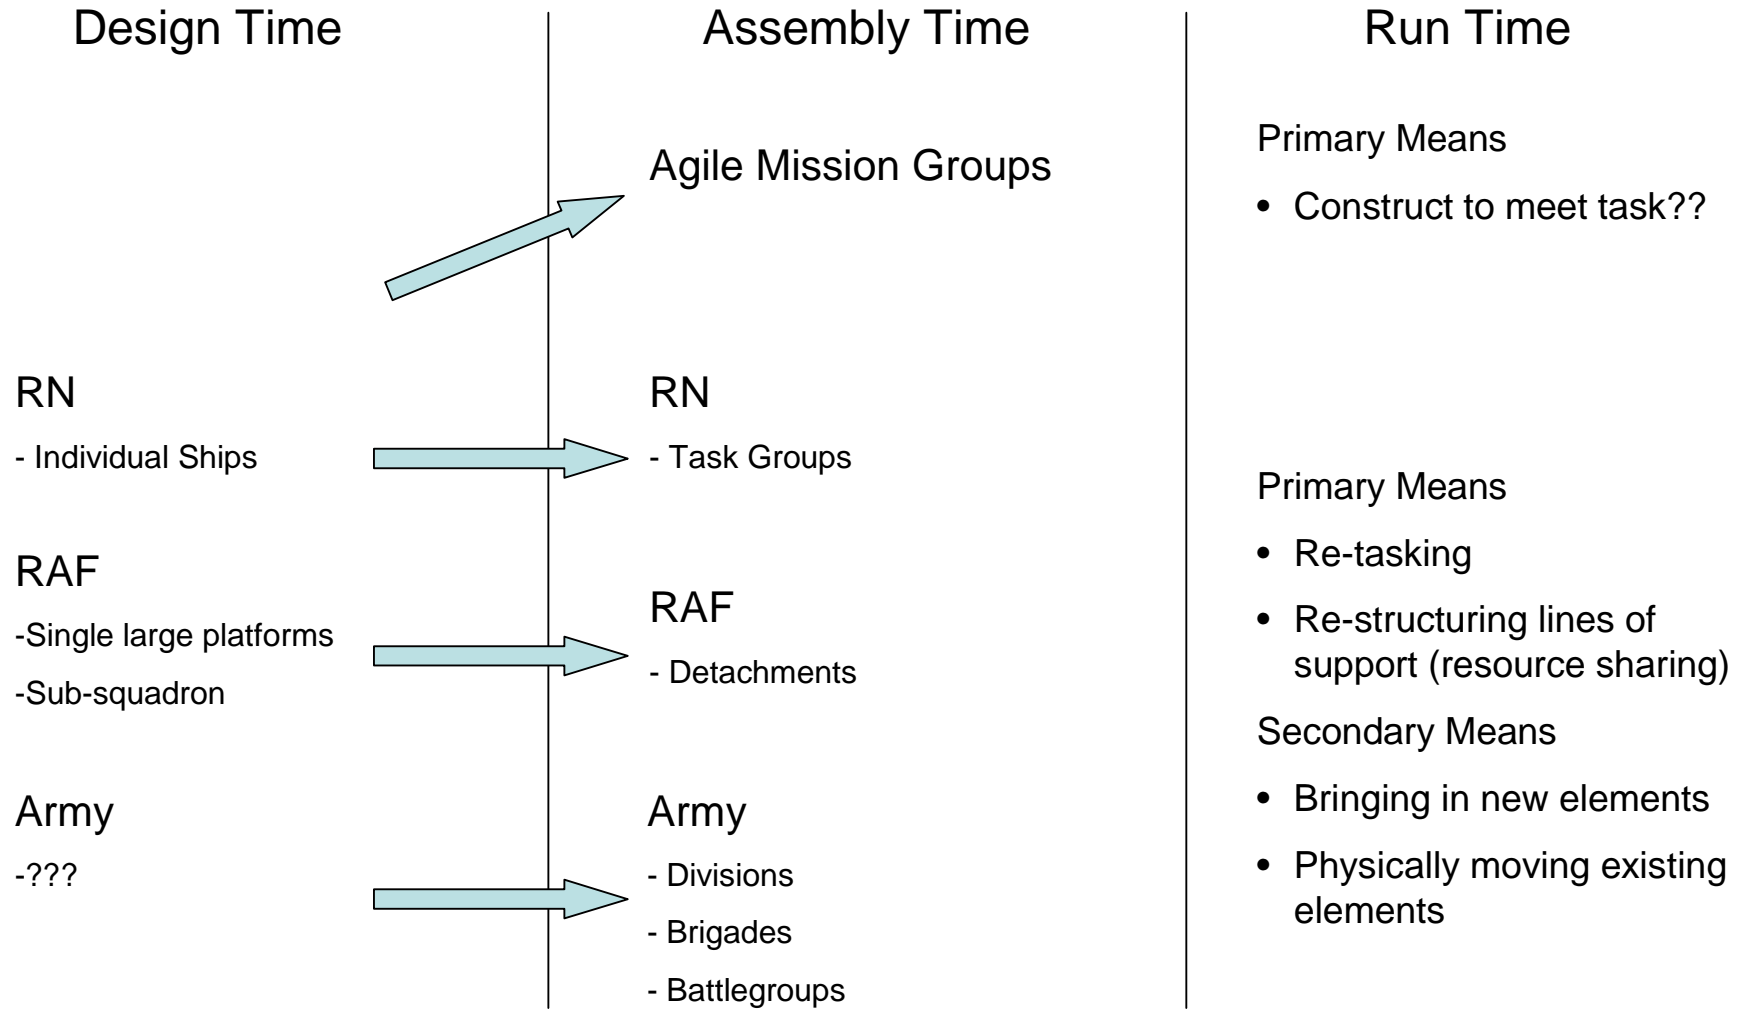 Design Time
RN
- Individual Ships
RAF
-Single large platforms
-Sub-squadron
Army
-???
Assembly Time
Agile Mission Groups
RN
- Task Groups
RAF
- Detachments
Army
- Divisions
- Brigades
- Battlegroups
Run Time
Primary Means
• Construct to meet task??
Primary Means
• Re-tasking
• Re-structuring lines of
support (resource sharing)
Secondary Means
• Bringing in new elements
• Physically moving existing
elements